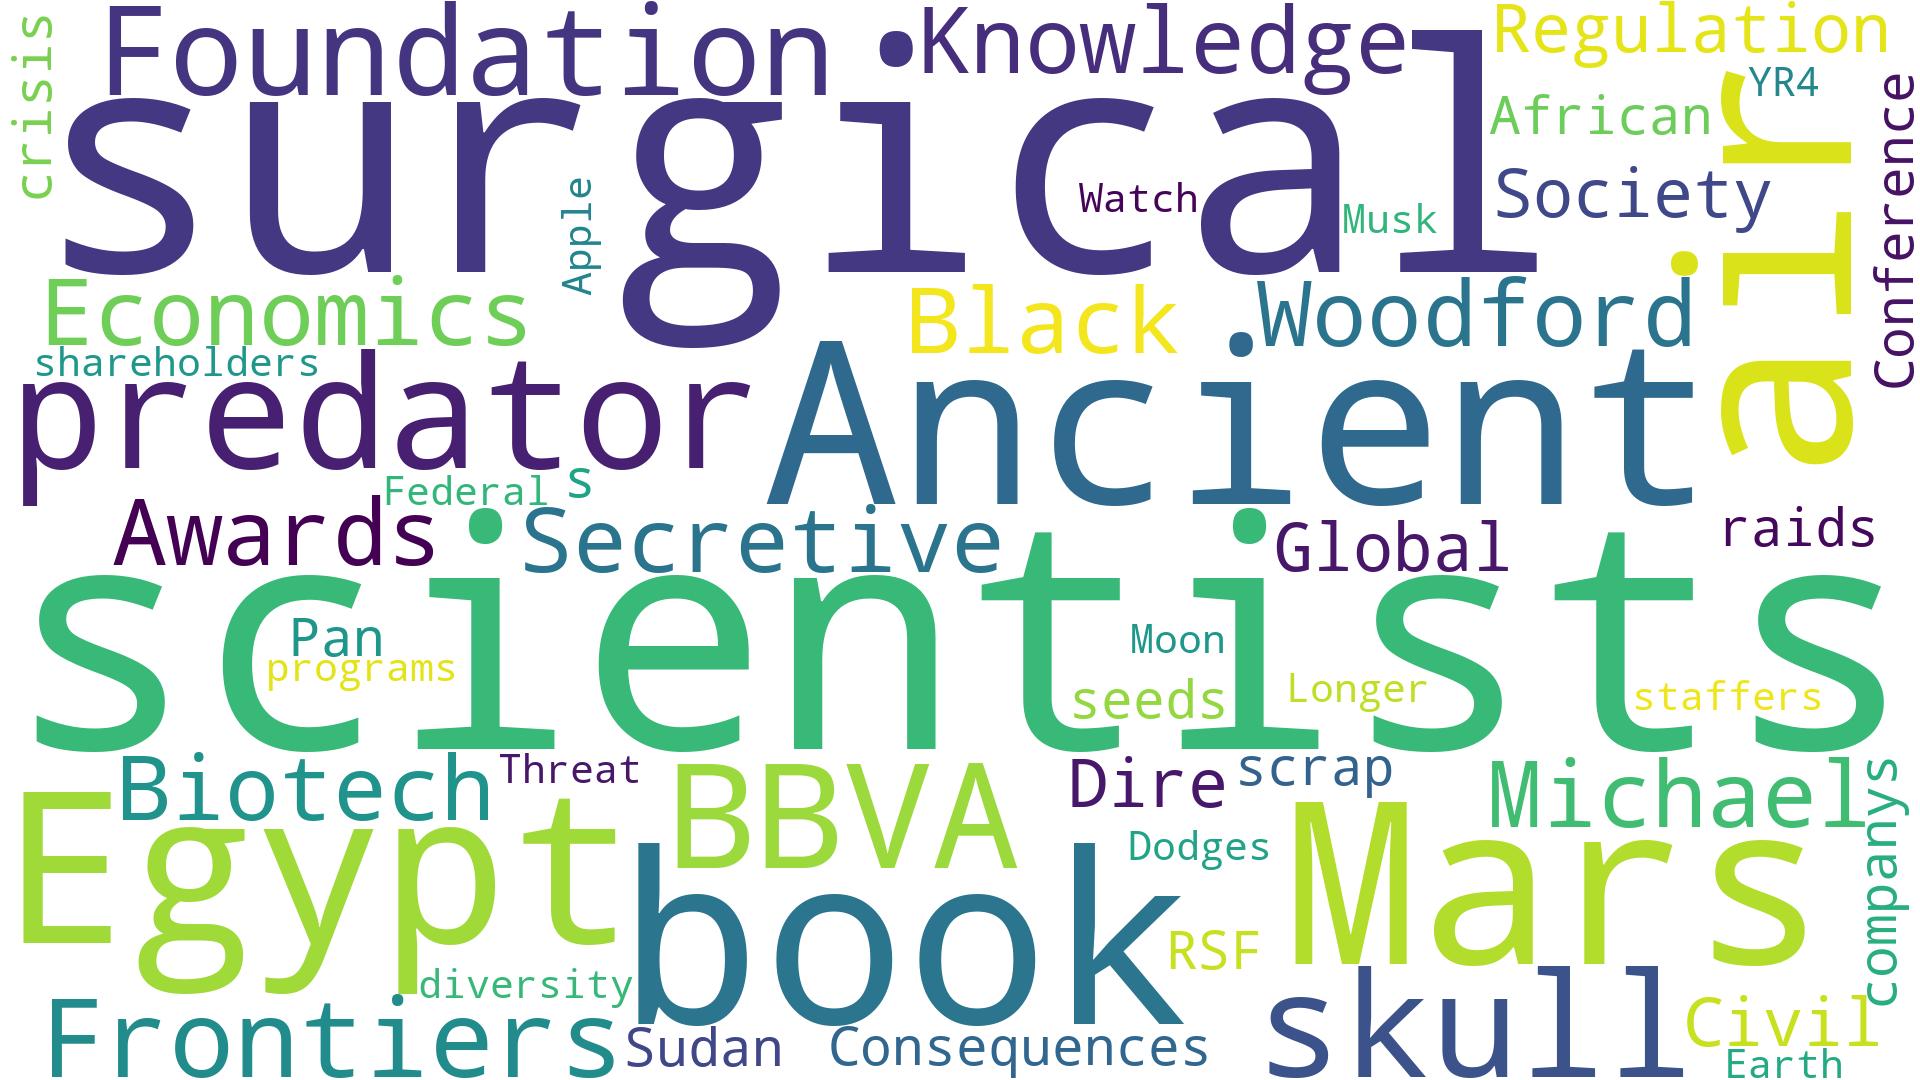 crisis
Foundation
Knowledge
Regulation
YR4
surgical
African
Conference
air
Apple
Watch
Musk
Society
Economics
Black
Woodford
shareholders
predator
Ancient
Federal
s
Awards
Secretive
Global
raids
scientists
Pan
programs
Moon
seeds
Longer
staffers
Biotech
Threat
BBVA
Dire
scrap
Michael
companys
Egypt
book
Dodges
Mars
RSF
diversity
skull
Frontiers
Sudan
Consequences
Civil
Earth